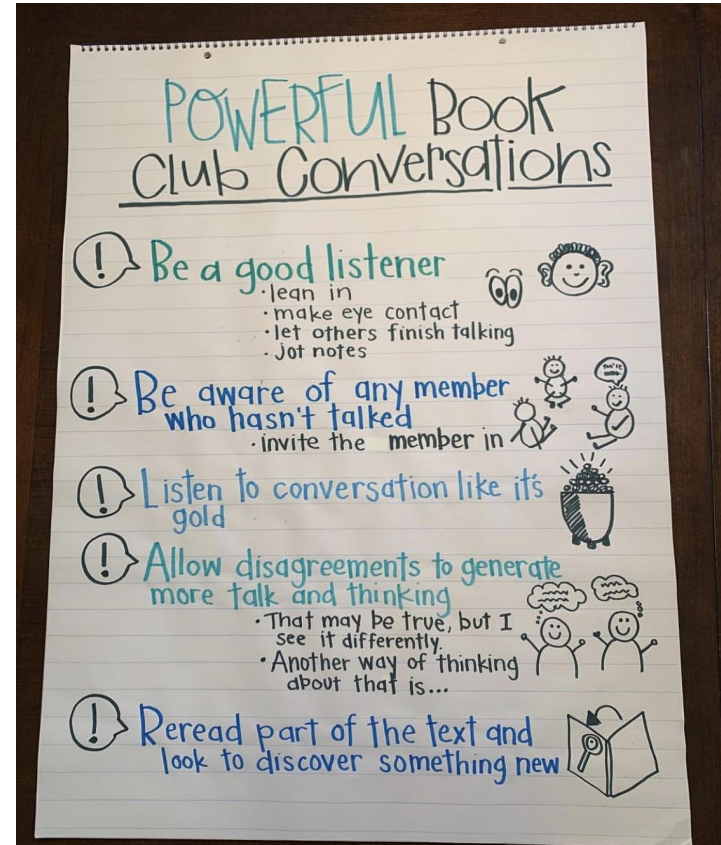 POWERFUL Book
Club Conversations
! Be a good listener
· lean in
· make eye contact
· let others finish talking
· jot notes
! Be aware of any member
who hasn't talked
· invite the member in
You're
! Listen to conversation like it's
gold
! Allow disagreements to generate
more talk and thinking
· That may be true, but I
see it differently.
· Another way of thinking
about that is...
! Reread part of the text and
look to discover something new